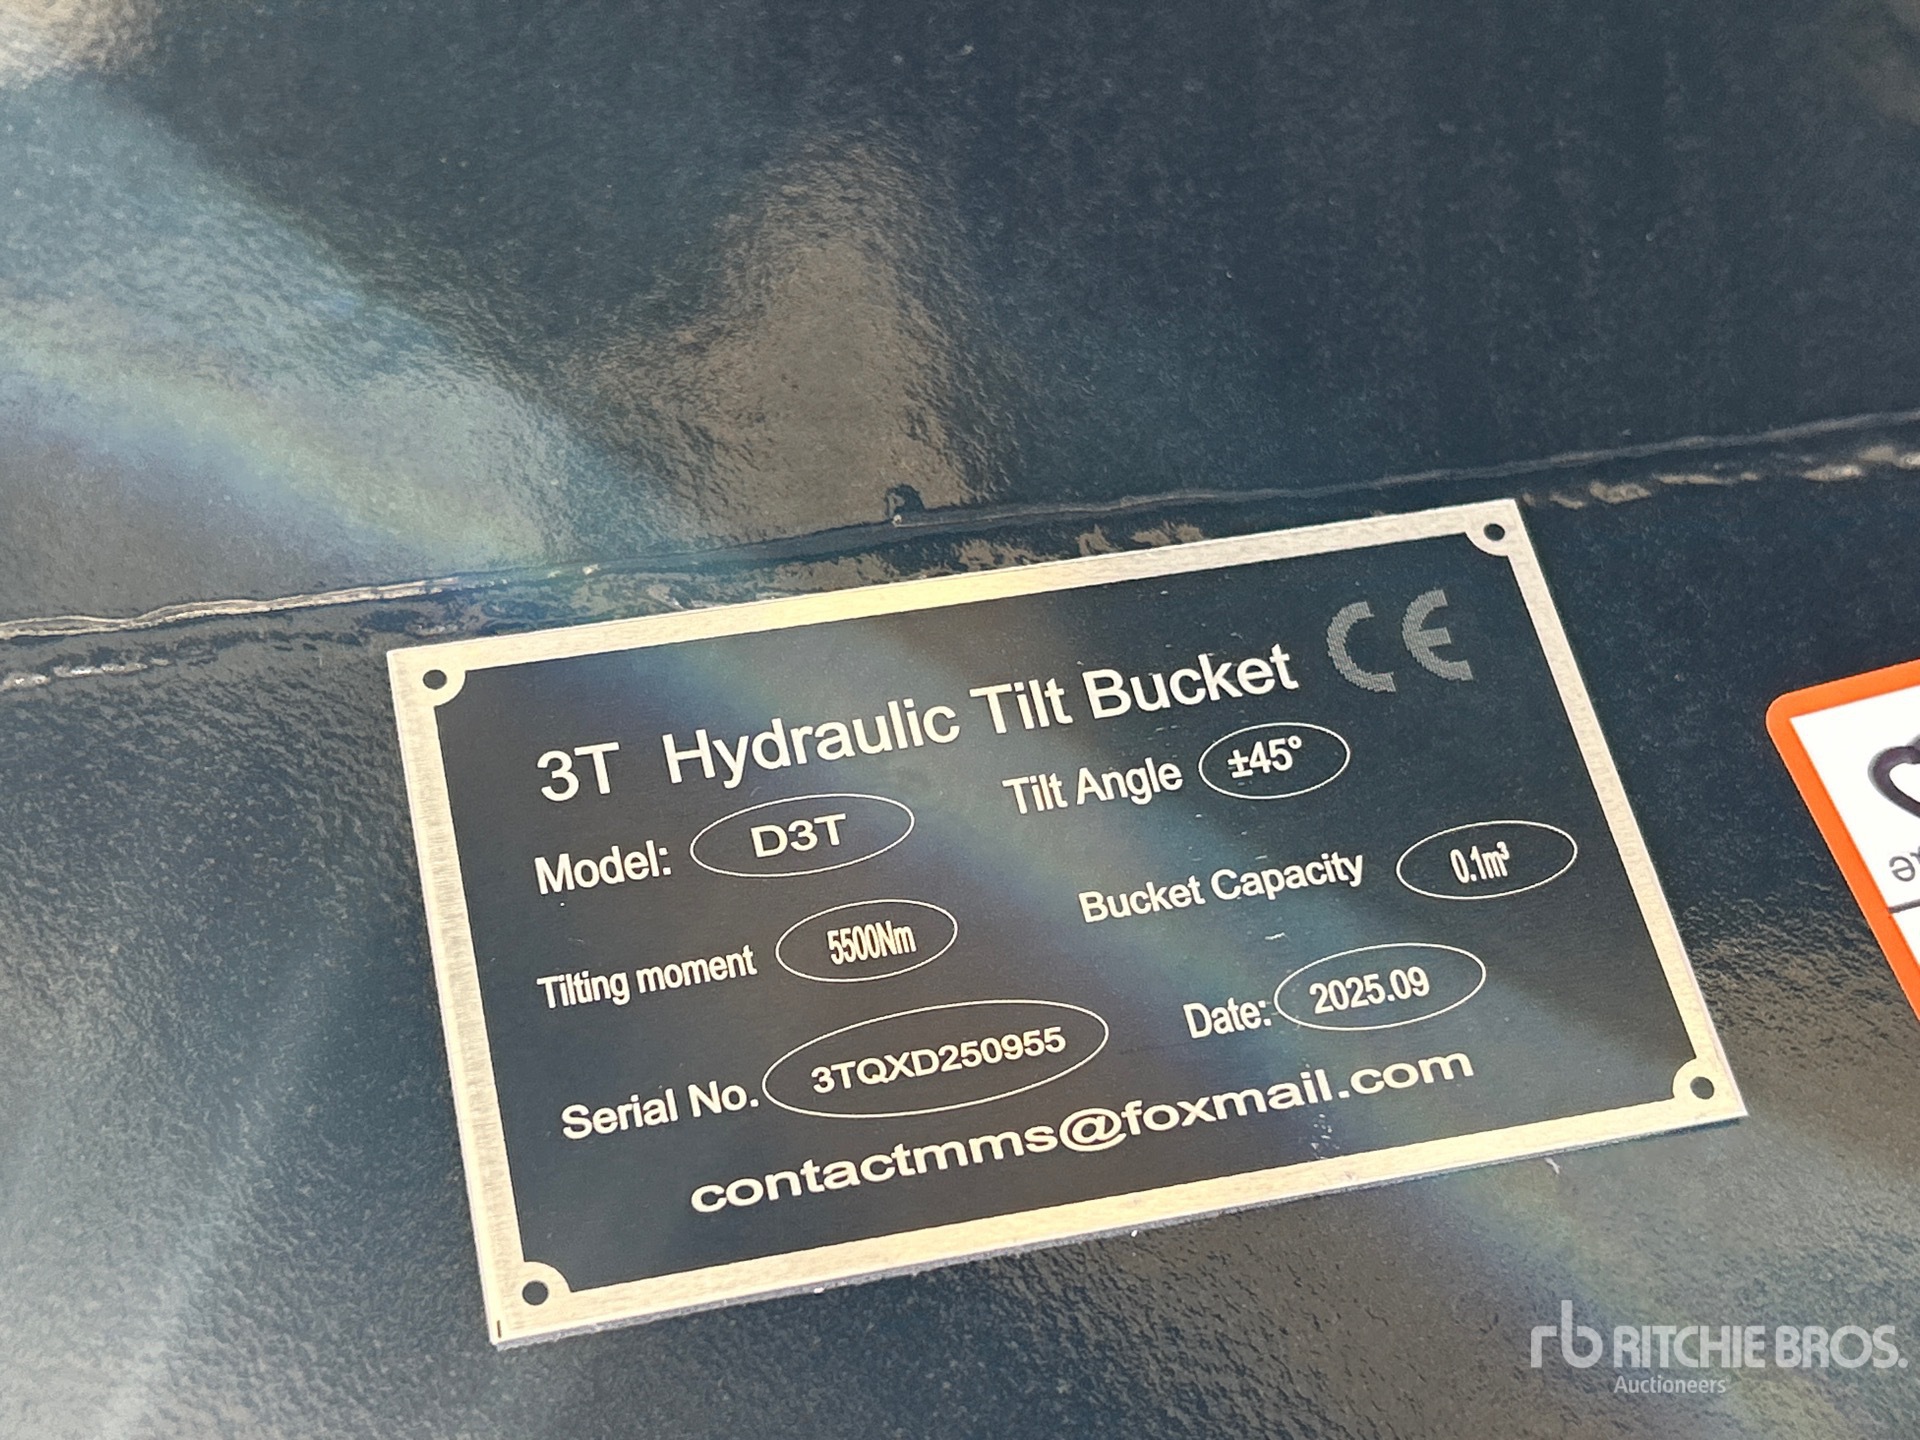 3T Hydraulic Tilt Bucket CE
Model: D3T Tilt Angle ±45°
Tilting moment 5500Nm Bucket Capacity 0.1m³
Serial No. 3TQXD250955 Date: 2025.09
contactmms@foxmail.com
rb RITCHIE BROS.
Auctioneers